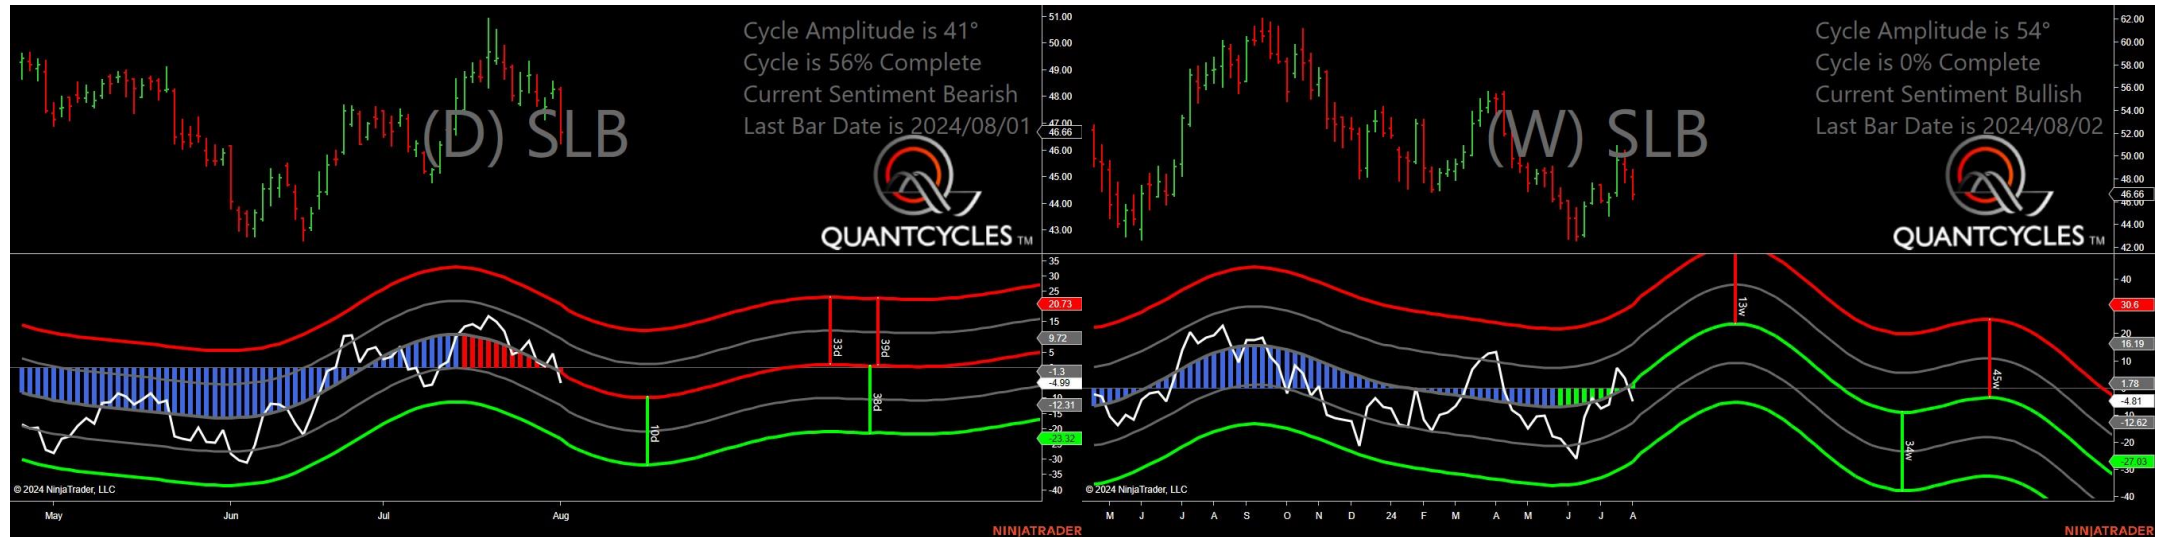 Cycle Amplitude is 41°
Cycle is 56% Complete
Current Sentiment Bearish
Last Bar Date is 2024/08/01
(D) SLB
QUANTCYCLES TM
51.00
50.00
49.00
48.00
47.00
46.66
46.00
45.00
44.00
43.00
35
30
25
20.73
15
9.72
5
-1.3
-4.99
-12.31
-15
-20
-23.32
-30
-35
-40
33d
39d
10d
38d
© 2024 NinjaTrader, LLC
May Jun Jul Aug
NINJATRADER
Cycle Amplitude is 54°
Cycle is 0% Complete
Current Sentiment Bullish
Last Bar Date is 2024/08/02
(W) SLB
QUANTCYCLES TM
62.00
60.00
58.00
56.00
54.00
52.00
50.00
48.00
46.66
46.00
44.00
42.00
40
30.6
20
16.19
10
1.78
-4.81
-10
-12.62
-20
-27.03
-30
-40
13w
45w
34w
© 2024 NinjaTrader, LLC
M J J A S O N D 24 F M A M J J A
NINJATRADER